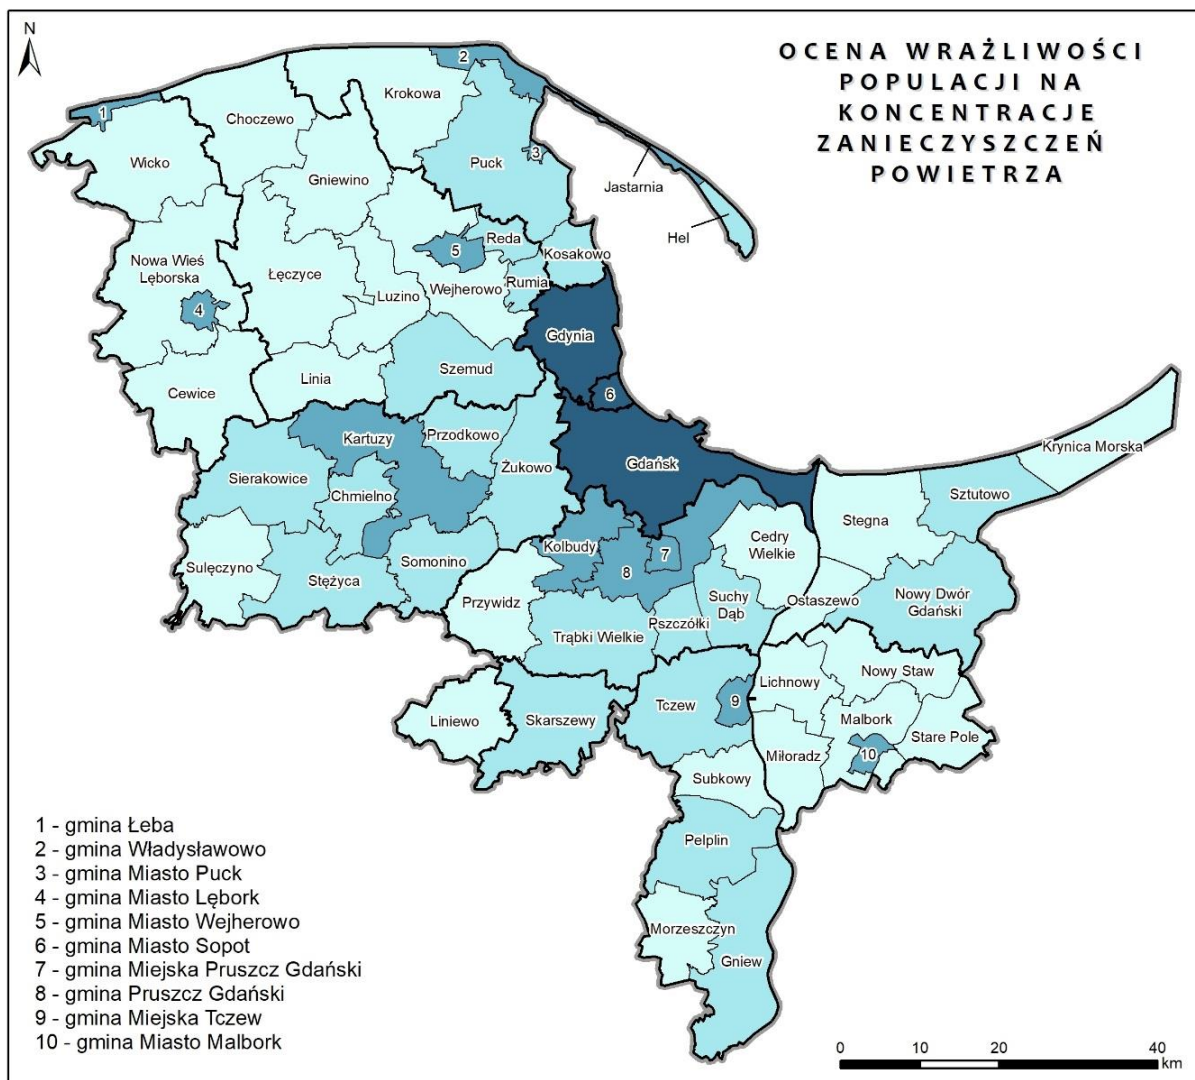 N
OCENA WRAŻLIWOŚCI
POPULACJI NA
KONCENTRACJE
ZANIECZYSZCZEŃ
POWIETRZA
1
2
3
Choczewo
Krokowa
Wicko
Gniewino
Puck
Jastarnia
Hel
Nowa Wieś
Lęborska
4
Łęczyce
Luzino
5
Wejherowo
Reda
Rumia
Kosakowo
Gdynia
6
Cewice
Linia
Szemud
Kartuzy
Przodkowo
Żukowo
Gdańsk
Krynica Morska
Sierakowice
Chmielno
Sztutowo
Stegna
Sulęczyno
Stężyca
Somonino
Kolbudy
7
8
Cedry
Wielkie
Przywidz
Trąbki Wielkie
Pszczółki
Suchy
Dąb
Ostaszewo
Nowy Dwór
Gdański
Liniewo
Skarszewy
Tczew
9
Lichnowy
Nowy Staw
Malbork
10
Stare Pole
Miłoradz
Subkowy
Pelplin
Morzeszczyn
Gniew
1 - gmina Łeba
2 - gmina Władysławowo
3 - gmina Miasto Puck
4 - gmina Miasto Lębork
5 - gmina Miasto Wejherowo
6 - gmina Miasto Sopot
7 - gmina Miejska Pruszcz Gdański
8 - gmina Pruszcz Gdański
9 - gmina Miejska Tczew
10 - gmina Miasto Malbork
0 10 20 40
km